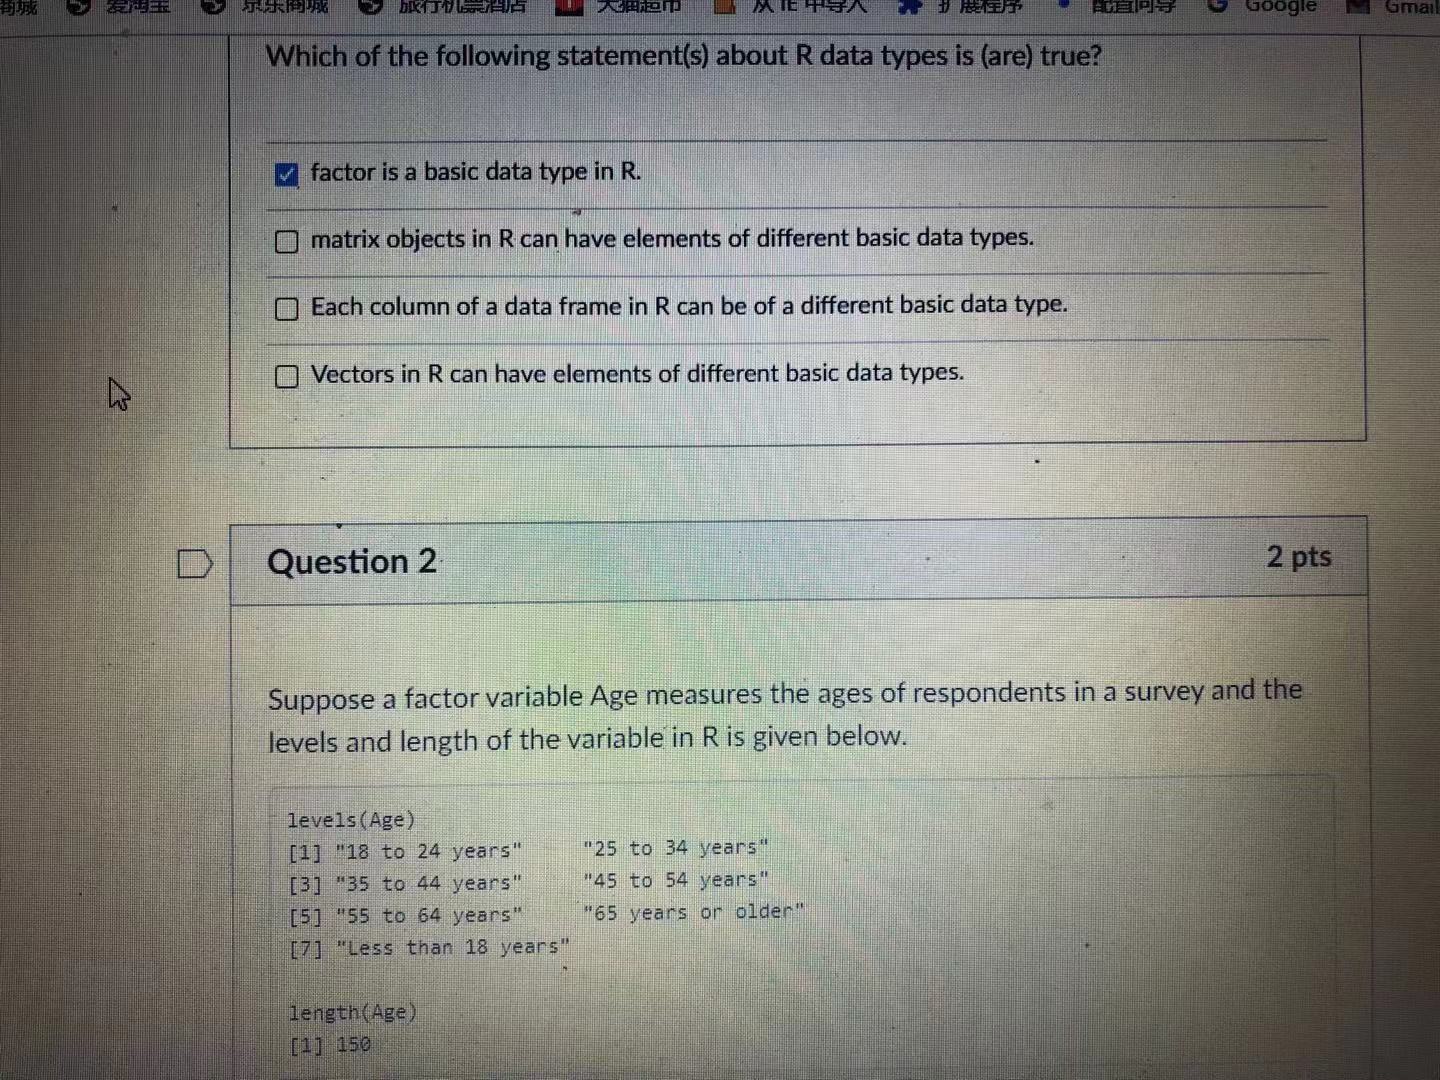 商城 爱淘宝 京东商城 旅行机票酒店 天猫超市 从 IE 中导入 扩展程序 配置向导 Google Gmail
Which of the following statement(s) about R data types is (are) true?
factor is a basic data type in R.
matrix objects in R can have elements of different basic data types.
Each column of a data frame in R can be of a different basic data type.
Vectors in R can have elements of different basic data types.
Question 2 2 pts
Suppose a factor variable Age measures the ages of respondents in a survey and the
levels and length of the variable in R is given below.
levels(Age)
[1] "18 to 24 years" "25 to 34 years"
[3] "35 to 44 years" "45 to 54 years"
[5] "55 to 64 years" "65 years or older"
[7] "Less than 18 years"
length(Age)
[1] 150